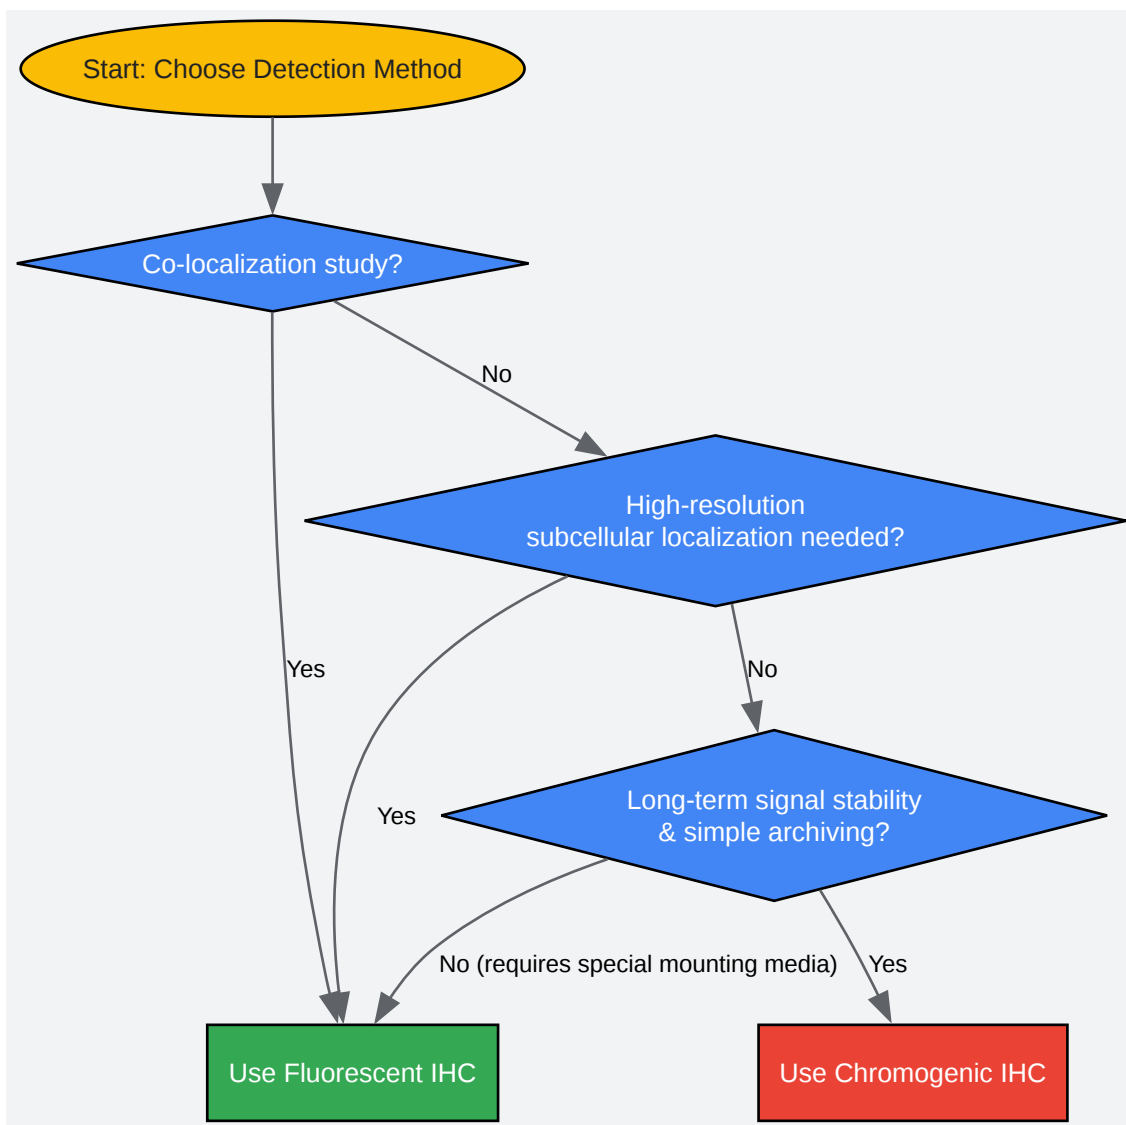 Start: Choose Detection Method
Co-localization study?
No
High-resolution
subcellular localization needed?
Yes
No
Long-term signal stability
& simple archiving?
Yes
No (requires special mounting media)
Yes
Use Fluorescent IHC
Use Chromogenic IHC